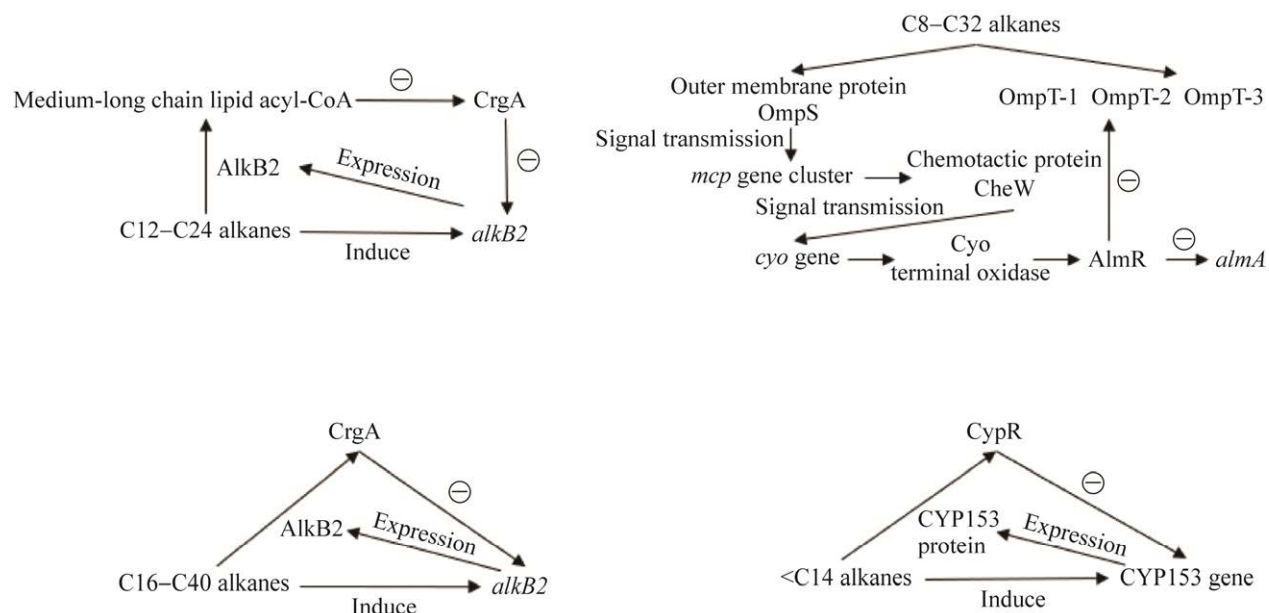 Medium-long chain lipid acyl-CoA
⊖
CrgA
⊖
AlkB2
Expression
C12–C24 alkanes
Induce
alkB2
C8–C32 alkanes
Outer membrane protein
OmpS
OmpT-1 OmpT-2 OmpT-3
Signal transmission
mcp gene cluster
Chemotactic protein
CheW
⊖
Signal transmission
cyo gene
Cyo
terminal oxidase
AlmR
⊖
almA
CrgA
⊖
AlkB2
Expression
C16–C40 alkanes
Induce
alkB2
CypR
⊖
CYP153
protein
Expression
<C14 alkanes
Induce
CYP153 gene